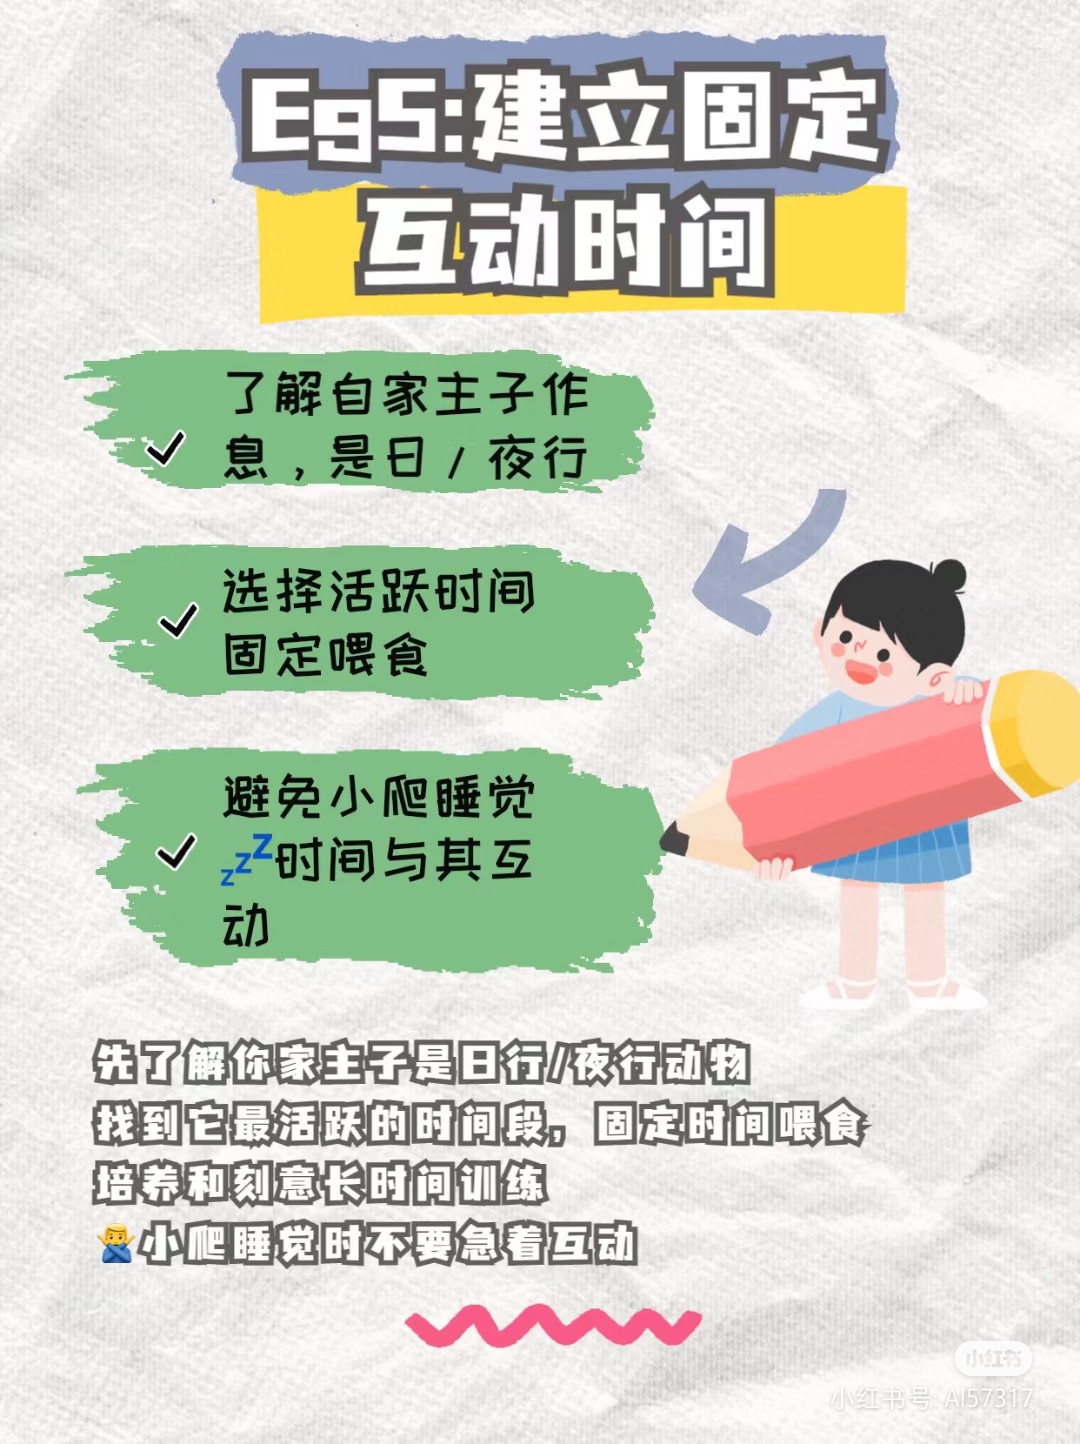 Eg5:建立固定
互动时间
了解自家主子作
息，是日/夜行
选择活跃时间
固定喂食
避免小爬睡觉
💤时间与其互
动
先了解你家主子是日行/夜行动物
找到它最活跃的时间段，固定时间喂食
培养和刻意长时间训练
🙅‍♂️小爬睡觉时不要急着互动
小红书
小红书号: AI57317